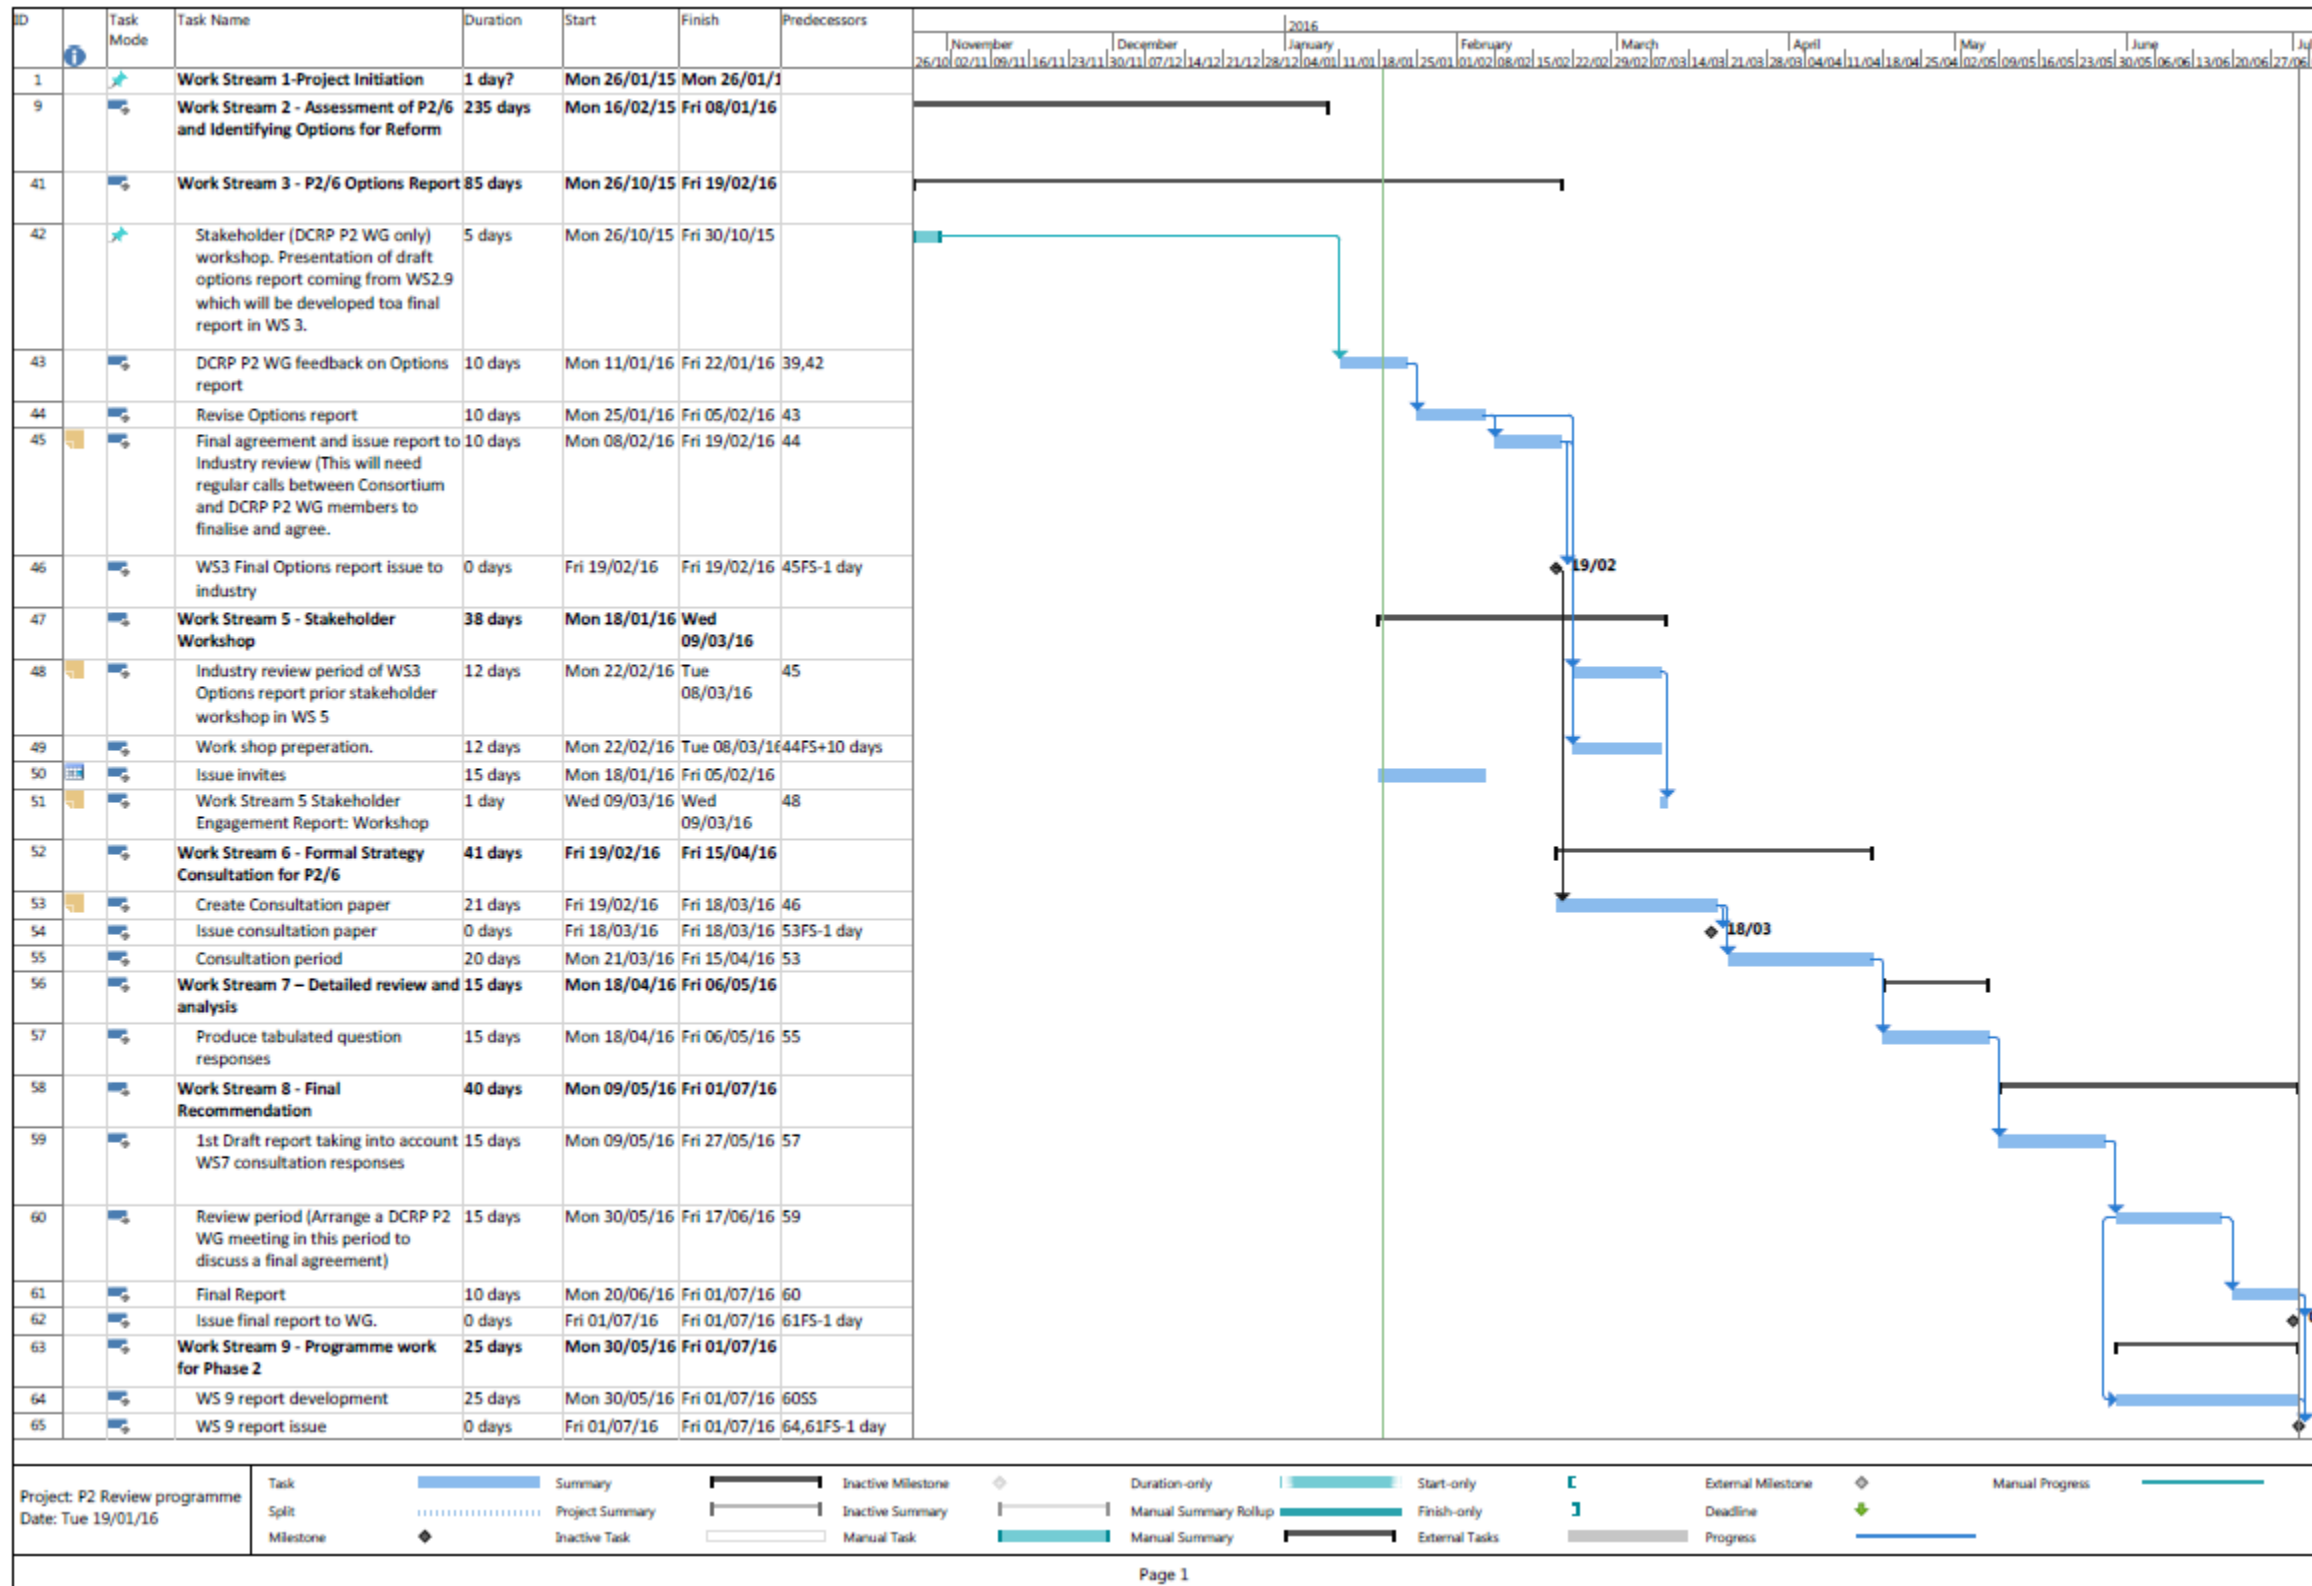 ID Task Mode Task Name Duration Start Finish Predecessors
2016
November December January February March April May June Jul
26/10 02/11 09/11 16/11 23/11 30/11 07/12 14/12 21/12 28/12 04/01 11/01 18/01 25/01 01/02 08/02 15/02 22/02 29/02 07/03 14/03 21/03 28/03 04/04 11/04 18/04 25/04 02/05 09/05 16/05 23/05 30/05 06/06 13/06 20/06 27/06
1 Work Stream 1-Project Initiation 1 day? Mon 26/01/15 Mon 26/01/1
9 Work Stream 2 - Assessment of P2/6 235 days Mon 16/02/15 Fri 08/01/16
and Identifying Options for Reform
41 Work Stream 3 - P2/6 Options Report 85 days Mon 26/10/15 Fri 19/02/16
42 Stakeholder (DCRP P2 WG only) 5 days Mon 26/10/15 Fri 30/10/15
workshop. Presentation of draft
options report coming from WS2.9
which will be developed toa final
report in WS 3.
43 DCRP P2 WG feedback on Options 10 days Mon 11/01/16 Fri 22/01/16 39,42
report
44 Revise Options report 10 days Mon 25/01/16 Fri 05/02/16 43
45 Final agreement and issue report to 10 days Mon 08/02/16 Fri 19/02/16 44
Industry review (This will need
regular calls between Consortium
and DCRP P2 WG members to
finalise and agree.
46 WS3 Final Options report issue to 0 days Fri 19/02/16 Fri 19/02/16 45FS-1 day 19/02
industry
47 Work Stream 5 - Stakeholder 38 days Mon 18/01/16 Wed
Workshop 09/03/16
48 Industry review period of WS3 12 days Mon 22/02/16 Tue 45
Options report prior stakeholder 08/03/16
workshop in WS 5
49 Work shop preperation. 12 days Mon 22/02/16 Tue 08/03/16 44FS+10 days
50 Issue invites 15 days Mon 18/01/16 Fri 05/02/16
51 Work Stream 5 Stakeholder 1 day Wed 09/03/16 Wed 48
Engagement Report: Workshop 09/03/16
52 Work Stream 6 - Formal Strategy 41 days Fri 19/02/16 Fri 15/04/16
Consultation for P2/6
53 Create Consultation paper 21 days Fri 19/02/16 Fri 18/03/16 46
54 Issue consultation paper 0 days Fri 18/03/16 Fri 18/03/16 53FS-1 day 18/03
55 Consultation period 20 days Mon 21/03/16 Fri 15/04/16 53
56 Work Stream 7 – Detailed review and 15 days Mon 18/04/16 Fri 06/05/16
analysis
57 Produce tabulated question 15 days Mon 18/04/16 Fri 06/05/16 55
responses
58 Work Stream 8 - Final 40 days Mon 09/05/16 Fri 01/07/16
Recommendation
59 1st Draft report taking into account 15 days Mon 09/05/16 Fri 27/05/16 57
WS7 consultation responses
60 Review period (Arrange a DCRP P2 15 days Mon 30/05/16 Fri 17/06/16 59
WG meeting in this period to
discuss a final agreement)
61 Final Report 10 days Mon 20/06/16 Fri 01/07/16 60
62 Issue final report to WG. 0 days Fri 01/07/16 Fri 01/07/16 61FS-1 day
63 Work Stream 9 - Programme work 25 days Mon 30/05/16 Fri 01/07/16
for Phase 2
64 WS 9 report development 25 days Mon 30/05/16 Fri 01/07/16 60SS
65 WS 9 report issue 0 days Fri 01/07/16 Fri 01/07/16 64,61FS-1 day
Project: P2 Review programme
Date: Tue 19/01/16
Task Summary Inactive Milestone Duration-only Start-only External Milestone Manual Progress
Split Project Summary Inactive Summary Manual Summary Rollup Finish-only Deadline
Milestone Inactive Task Manual Task Manual Summary External Tasks Progress
Page 1